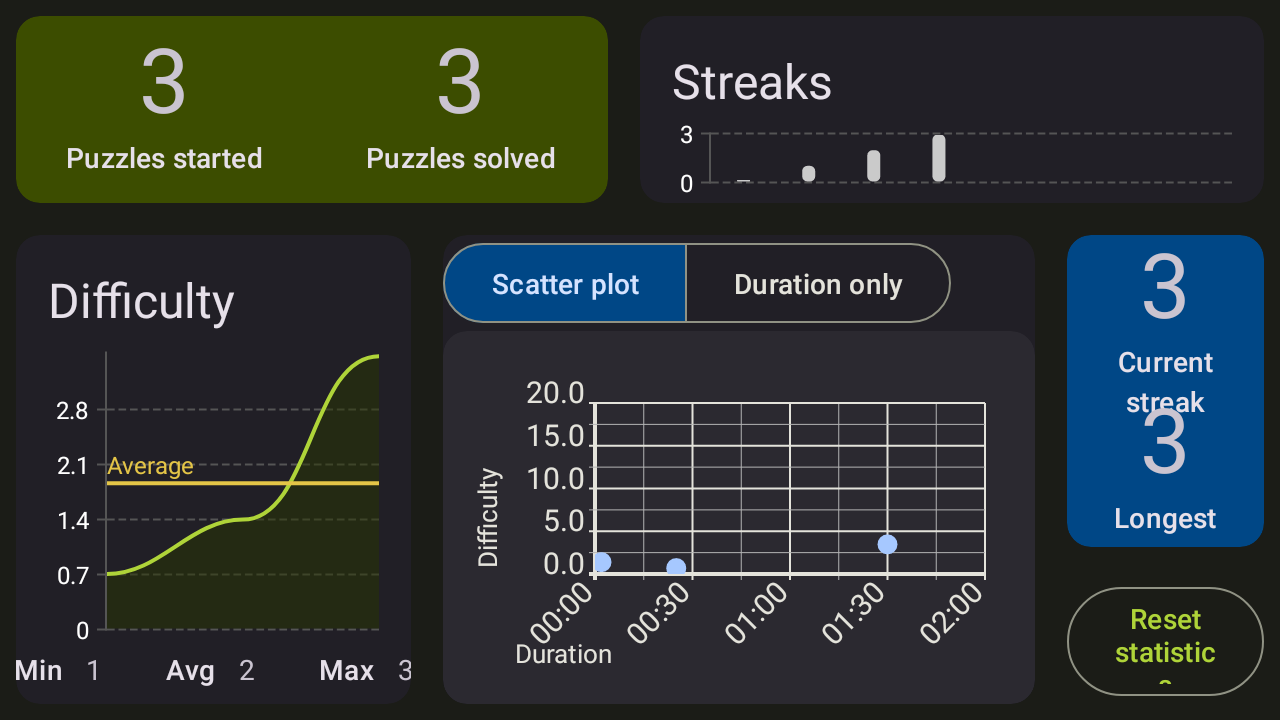 3
Puzzles started
3
Puzzles solved
Streaks
3
0
Difficulty
2.8
2.1
1.4
0.7
0
Average
Min 1
Avg 2
Max 3
Scatter plot
Duration only
20.0
15.0
10.0
5.0
0.0
Difficulty
00:00
00:30
01:00
01:30
02:00
Duration
3
Current
streak
3
Longest
Reset
statistic